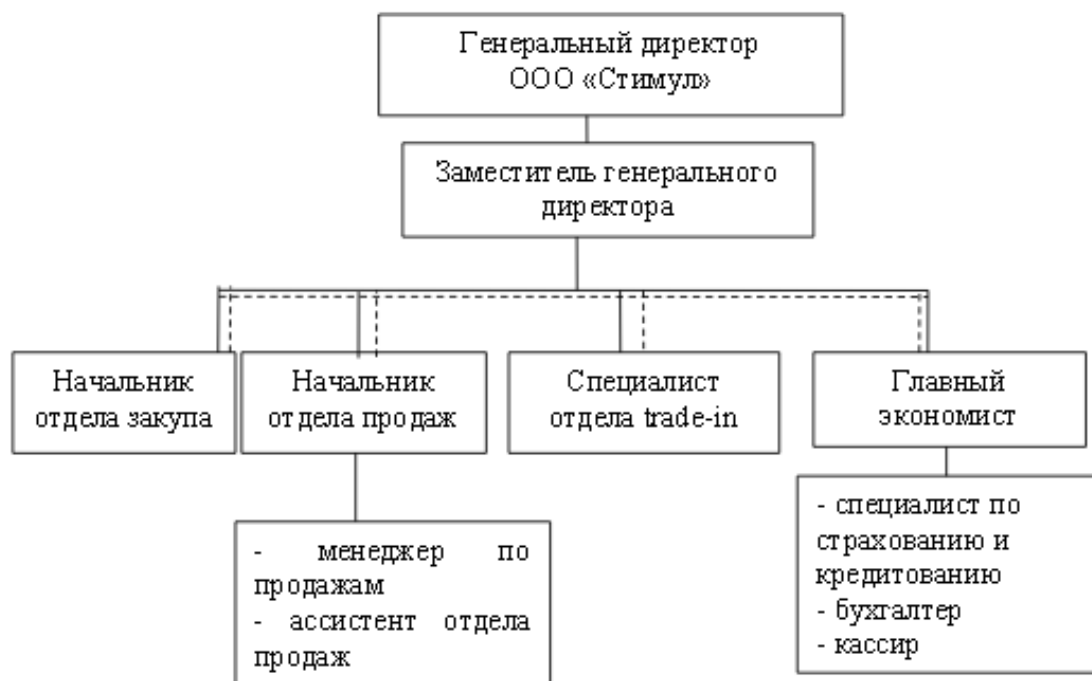 Генеральный директор
ООО «Стимул»
Заместитель генерального
директора
Начальник
отдела закупа
Начальник
отдела продаж
Специалист
отдела trade-in
Главный
экономист
- менеджер по
продажам
- ассистент отдела
продаж
- специалист по
страхованию и
кредитованию
- бухгалтер
- кассир